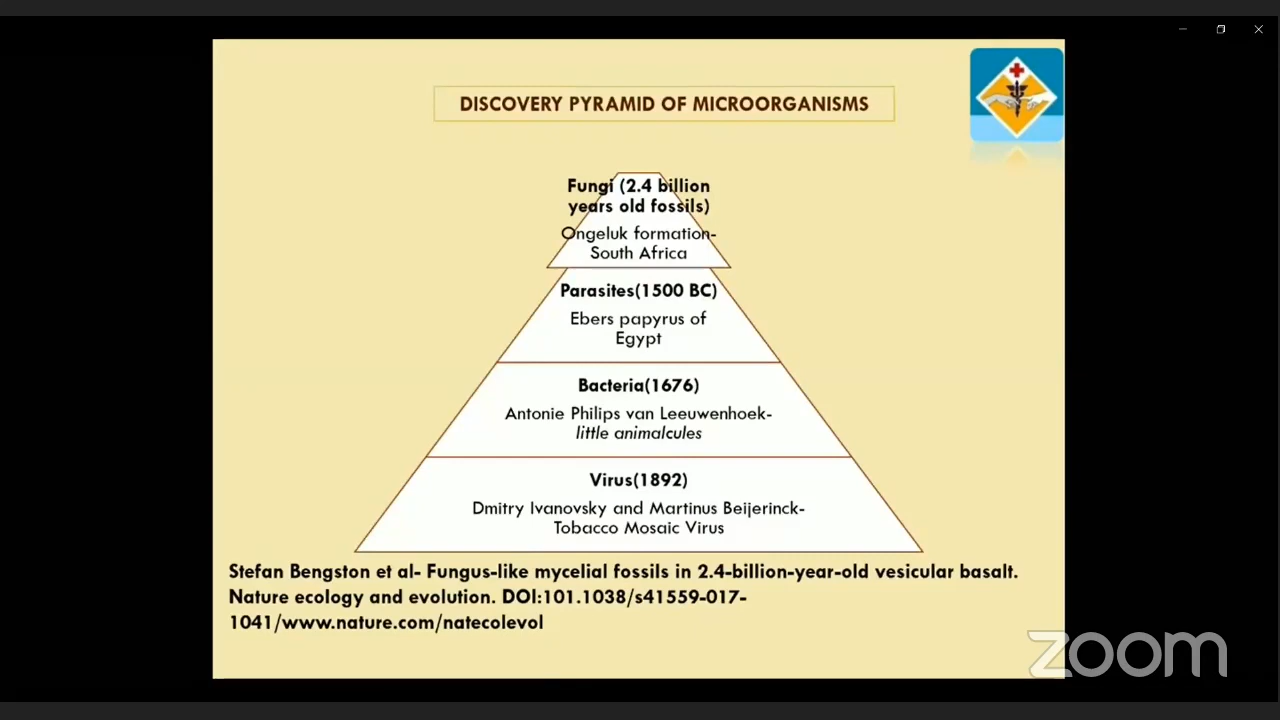 DISCOVERY PYRAMID OF MICROORGANISMS
Fungi (2.4 billion
years old fossils)
Ongeluk formation-
South Africa
Parasites(1500 BC)
Ebers papyrus of
Egypt
Bacteria(1676)
Antonie Philips van Leeuwenhoek-
little animalcules
Virus(1892)
Dmitry Ivanovsky and Martinus Beijerinck-
Tobacco Mosaic Virus
Stefan Bengston et al- Fungus-like mycelial fossils in 2.4-billion-year-old vesicular basalt.
Nature ecology and evolution. DOI:101.1038/s41559-017-
1041/www.nature.com/natecolevol
zoom